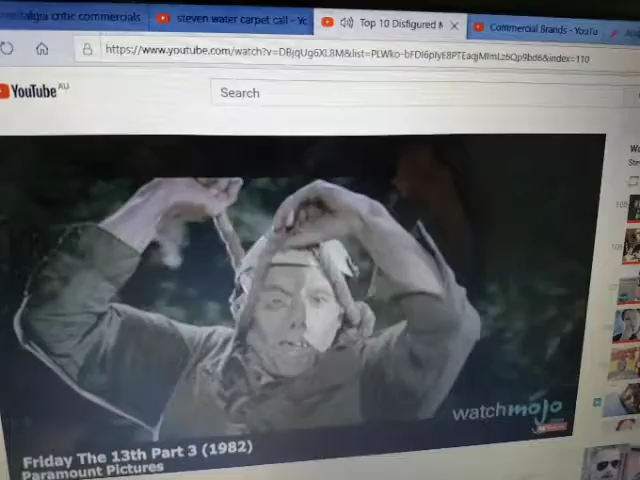 nostalgia critic commercials
steven water carpet call - Yo
Top 10 Disfigured M
Commercial Brands - YouTu
https://www.youtube.com/watch?v=DBjqUg6XL8M&list=PLWko-bFDI6pIyE8PTEaqjMlmLz6Qp9bd6&index=110
YouTube AU
Search
watchmojo
Friday The 13th Part 3 (1982)
Paramount Pictures